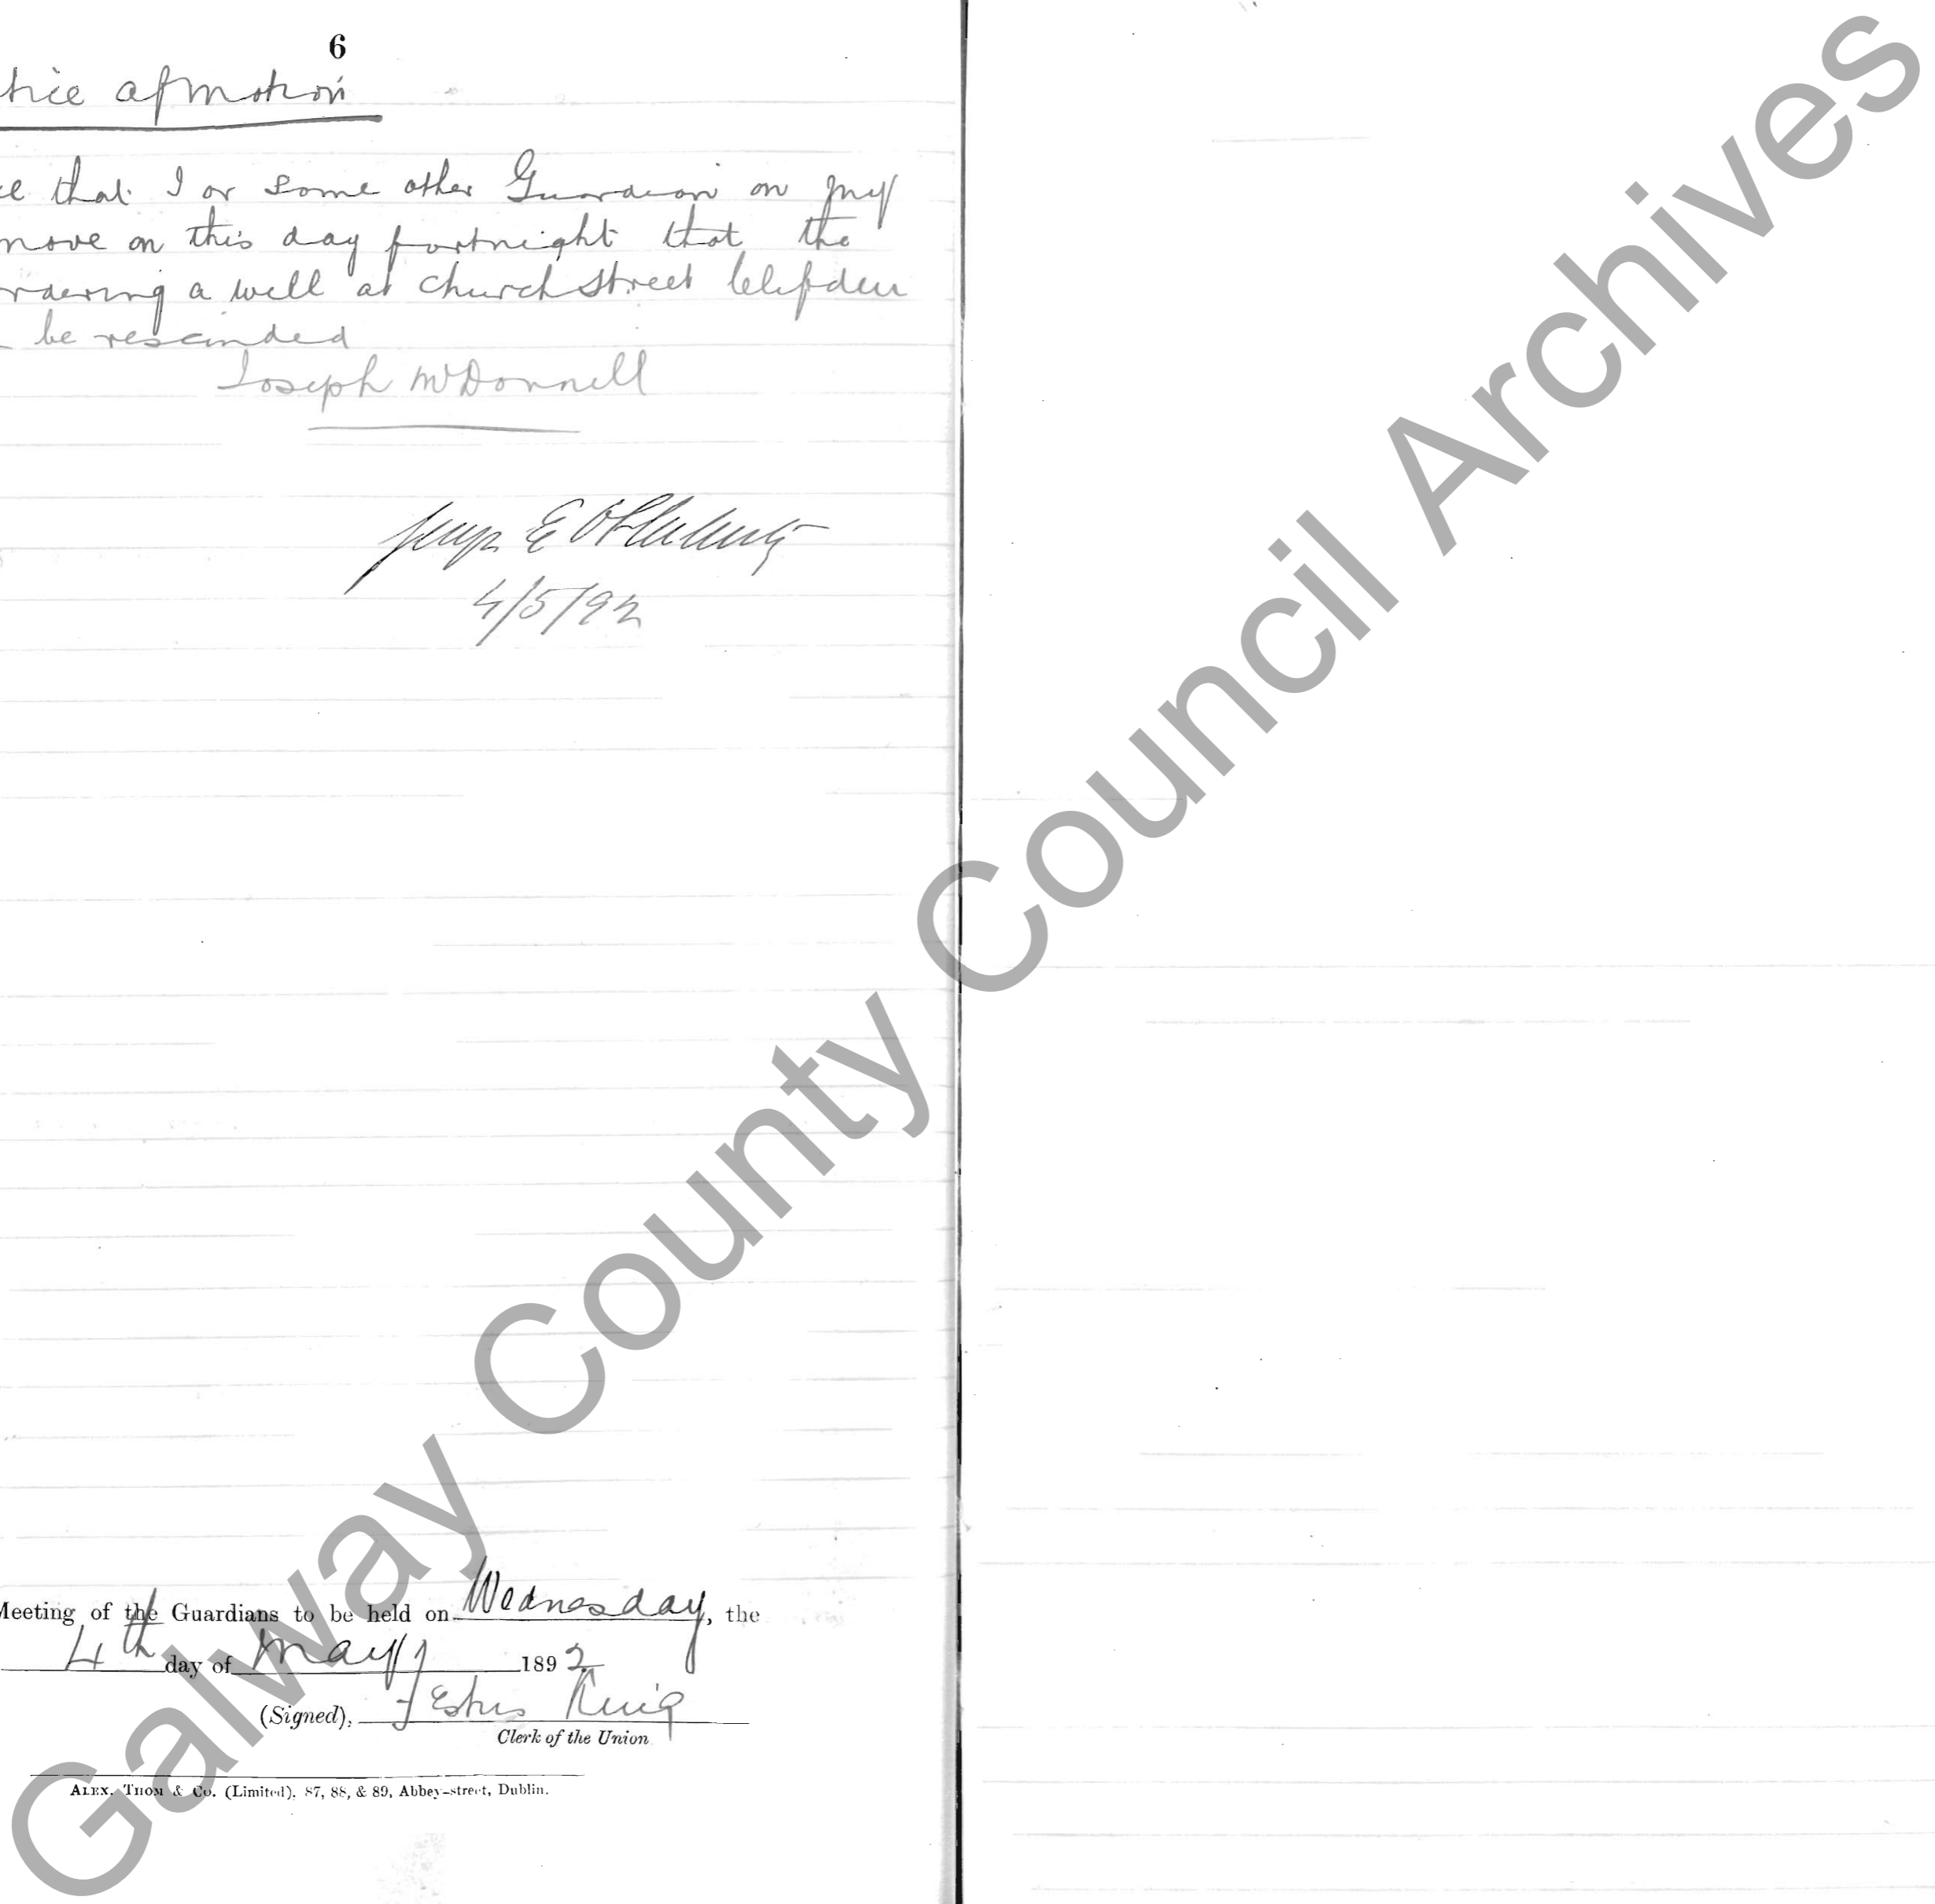 6
tice of motion
ce that I or some other Guardian on my
move on this day fortnight that the
rdering a well at Church Street Clifden
be rescinded
Joseph McDonnell
4/5/92
Meeting of the Guardians to be held on Wednesday, the
4th day of May 1892
(Signed), King
Clerk of the Union
ALEX. THOM & Co. (Limited), 87, 88, & 89, Abbey-street, Dublin.
Galway County Council Archives